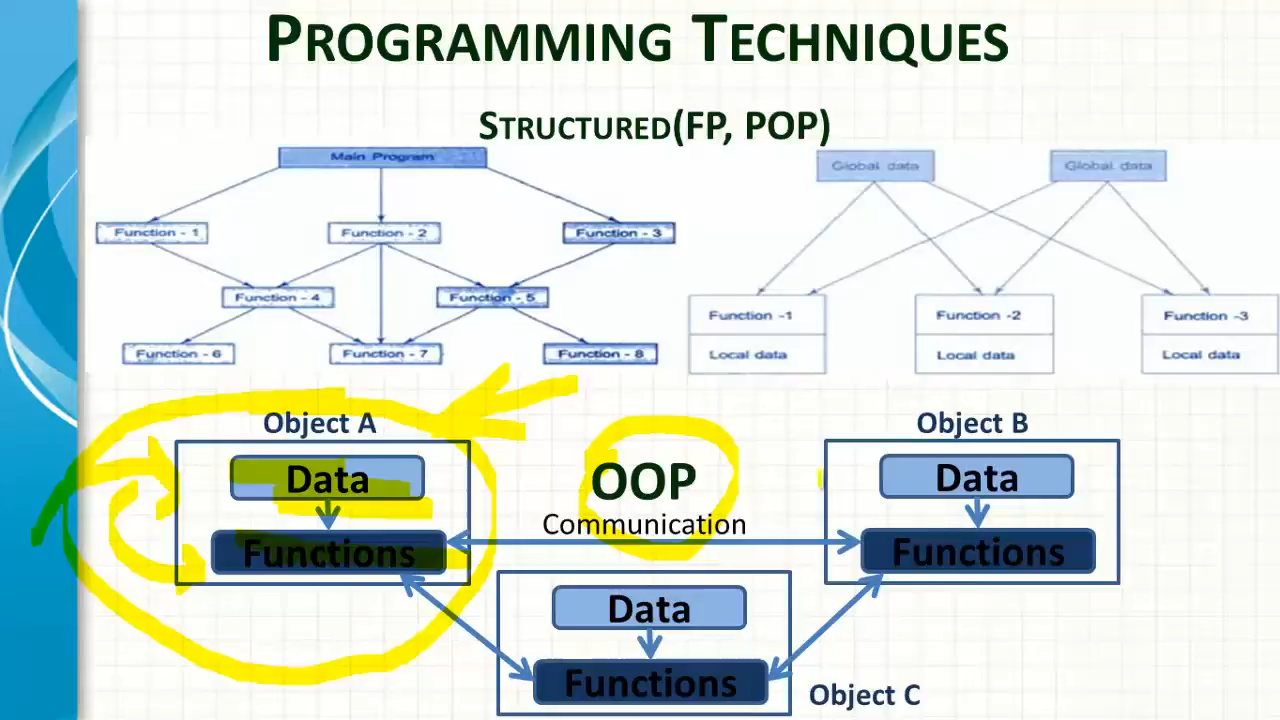 PROGRAMMING TECHNIQUES
STRUCTURED(FP, POP)
Main Program
Function - 1
Function - 2
Function - 3
Function - 4
Function - 5
Function - 6
Function - 7
Function - 8
Global data
Global data
Function -1
Local data
Function -2
Local data
Function -3
Local data
Object A
Data
Functions
OOP
Communication
Object B
Data
Functions
Data
Functions
Object C